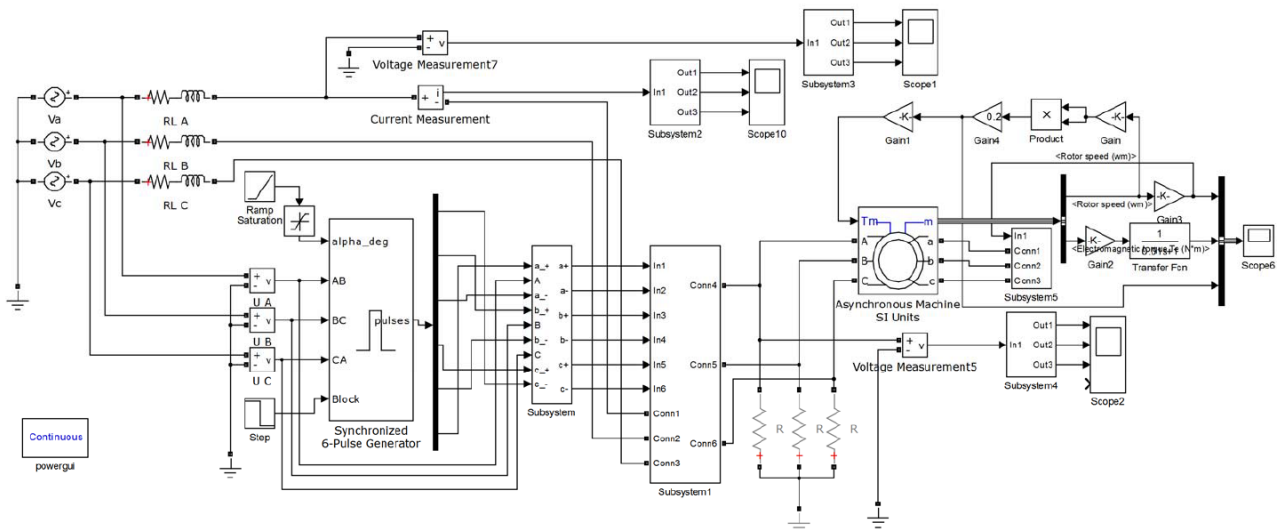 Va
RL A
Vb
RL B
Vc
RL C
+
-
v
Voltage Measurement7
+
-
i
Current Measurement
In1
Out1
Out2
Out3
Subsystem2
Scope10
In1
Out1
Out2
Out3
Subsystem3
Scope1
-K-
Gain1
0.2
Gain4
×
Product
-K-
Gain
<Rotor speed (wm)>
<Rotor speed (wm)>
-K-
Gain3
<Electromagnetic torque Te (N*m)>
K-
Gain2
1
0.01s+1
Transfer Fcn
Scope6
Ramp
Saturation
alpha_deg
AB
BC
CA
Block
pulses
Synchronized
6-Pulse Generator
v
U A
v
U B
v
U C
Step
Continuous
powergui
a_+
A
a_-
b_+
B
b_-
C
c_+
c_-
a+
a-
b+
b-
c+
c-
Subsystem
In1
In2
In3
In4
In5
In6
Conn1
Conn2
Conn3
Conn4
Conn5
Conn6
Subsystem1
Tm
m
A
B
C
a
b
c
Asynchronous Machine
SI Units
In1
Conn1
Conn2
Conn3
Subsystem5
+
-
v
Voltage Measurement5
In1
Out1
Out2
Out3
Subsystem4
Scope2
R
R
R